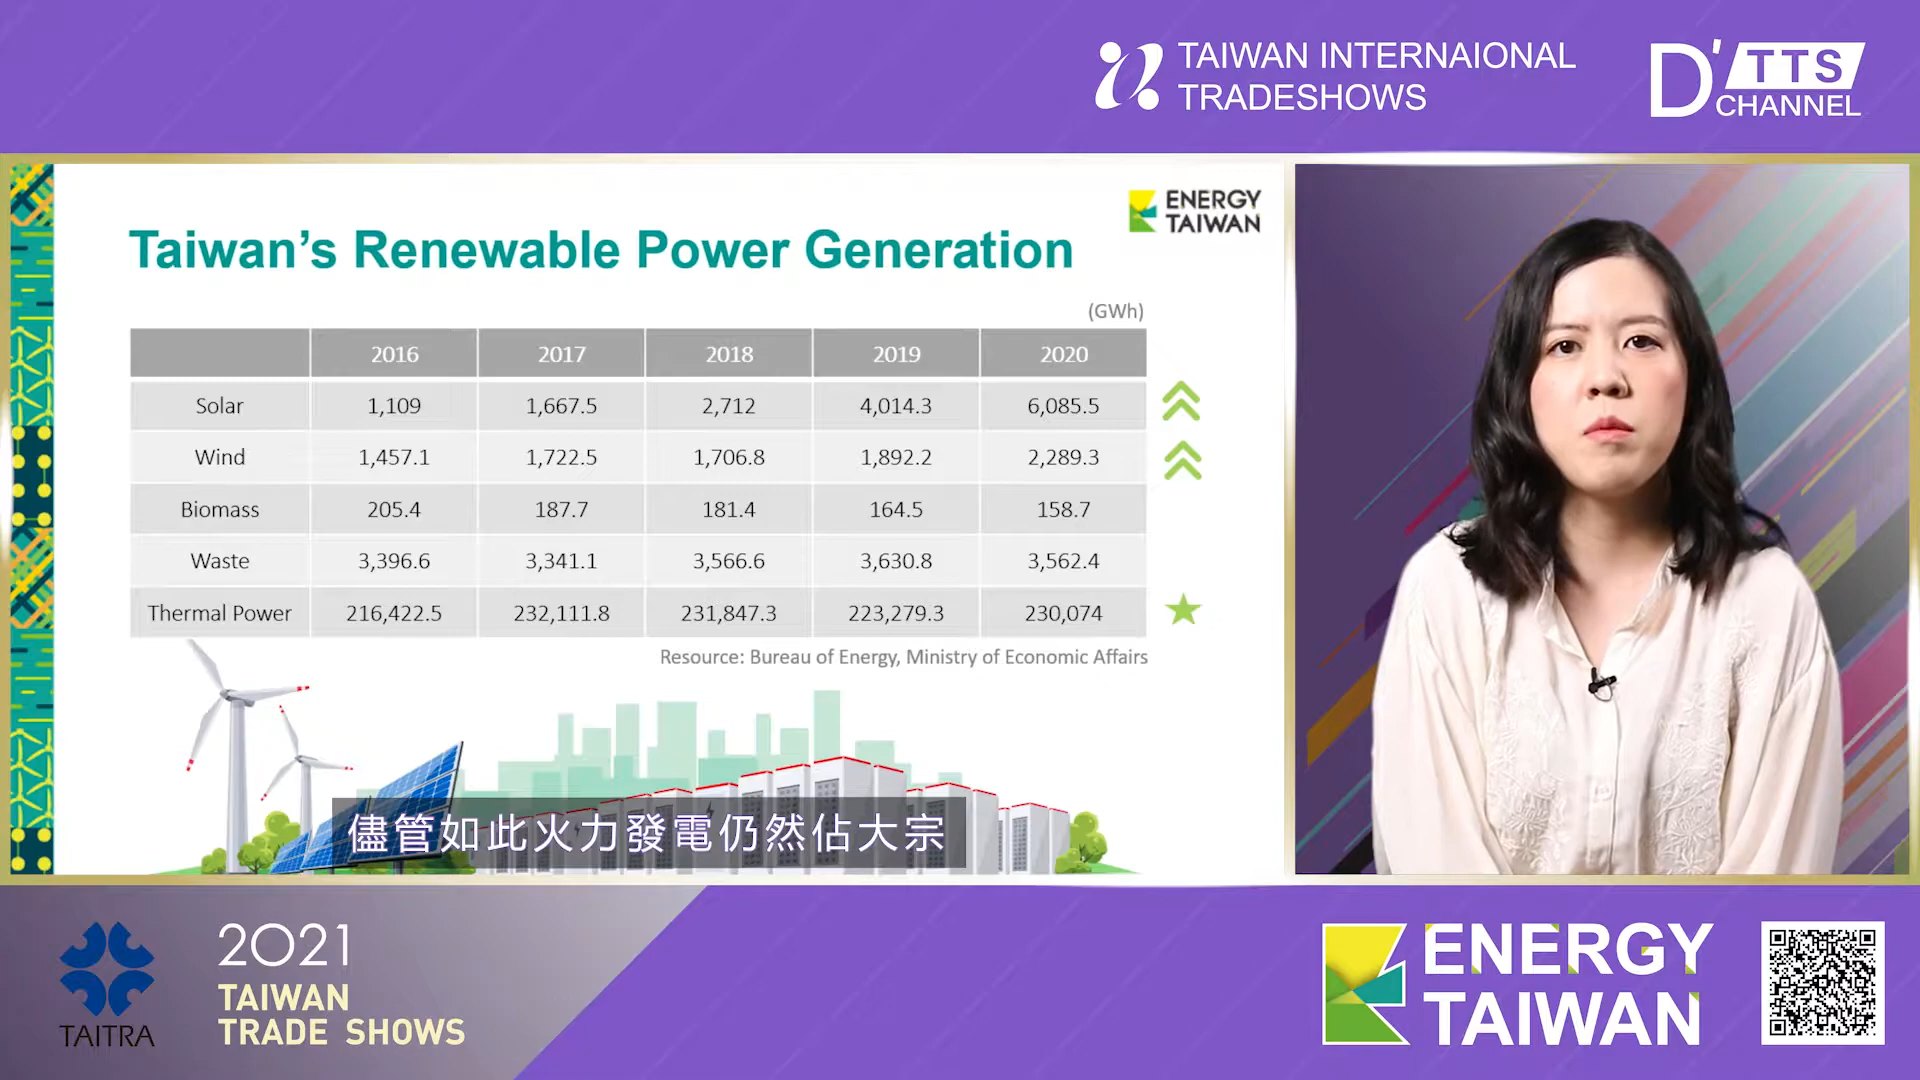 TAIWAN INTERNAIONAL
TRADESHOWS
D'TTS
CHANNEL
ENERGY
TAIWAN
Taiwan’s Renewable Power Generation
(GWh)
2016 2017 2018 2019 2020
Solar 1,109 1,667.5 2,712 4,014.3 6,085.5
Wind 1,457.1 1,722.5 1,706.8 1,892.2 2,289.3
Biomass 205.4 187.7 181.4 164.5 158.7
Waste 3,396.6 3,341.1 3,566.6 3,630.8 3,562.4
Thermal Power 216,422.5 232,111.8 231,847.3 223,279.3 230,074
Resource: Bureau of Energy, Ministry of Economic Affairs
儘管如此火力發電仍然佔大宗
TAITRA
2021
TAIWAN
TRADE SHOWS
ENERGY
TAIWAN